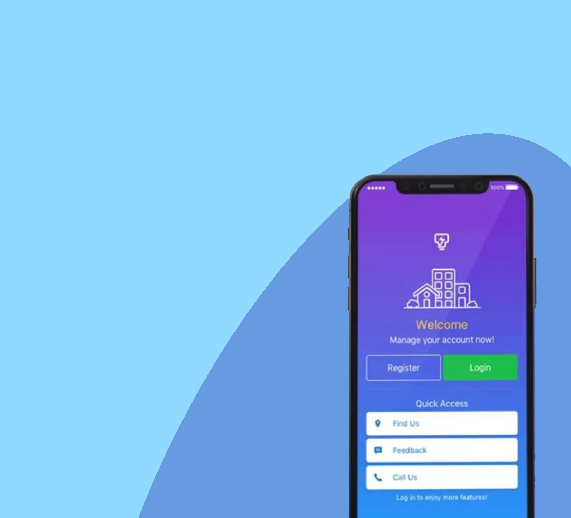 100%
Welcome
Manage your account now!
Register Login
Quick Access
Find Us
Feedback
Call Us
Log in to enjoy more features!